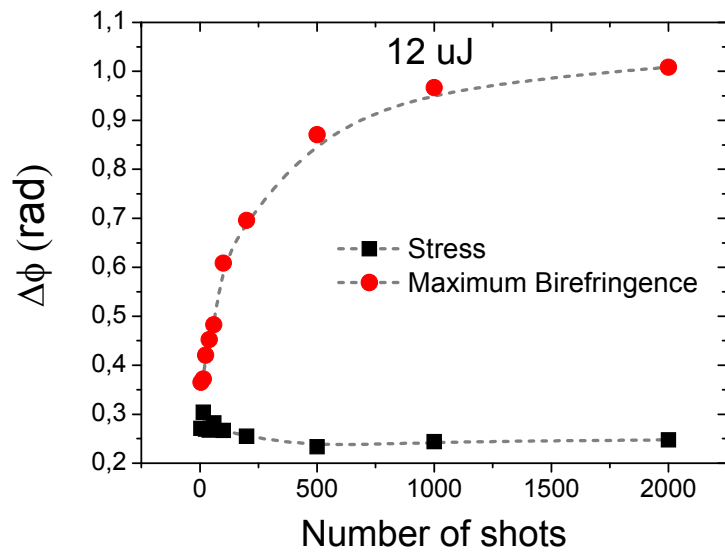 12 uJ
1,1
1,0
0,9
0,8
0,7
0,6
0,5
0,4
0,3
0,2
Δϕ (rad)
Stress
Maximum Birefringence
0 500 1000 1500 2000
Number of shots